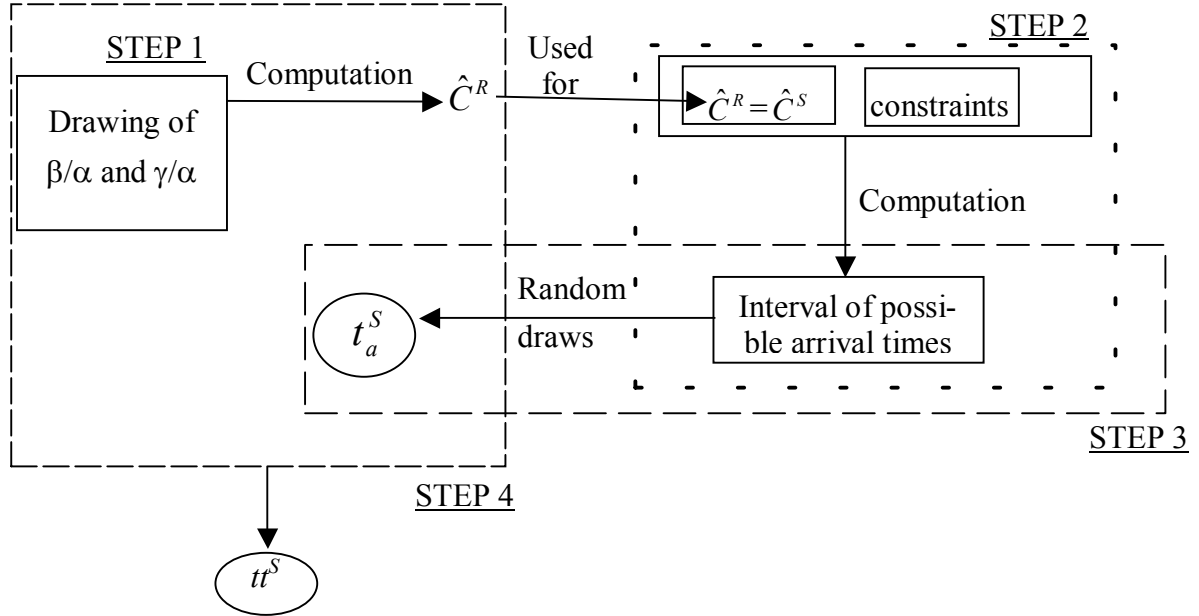 STEP 1
Drawing of
β/α and γ/α
Computation
Ĉ^R
Used
for
STEP 2
Ĉ^R = Ĉ^S
constraints
Computation
Interval of possi-
ble arrival times
Random
draws
t_a^S
STEP 3
STEP 4
tt^S